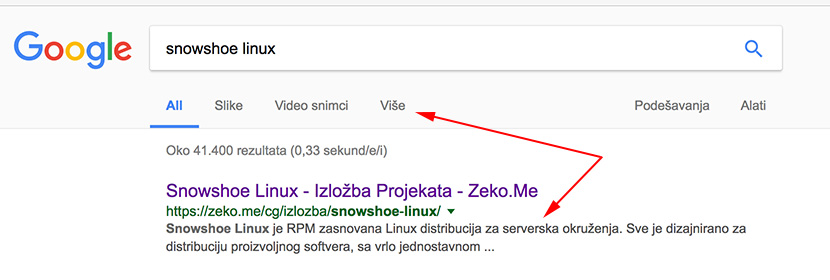 Google
snowshoe linux
All Slike Video snimci Više Podešavanja Alati
Oko 41.400 rezultata (0,33 sekund/e/i)
Snowshoe Linux - Izložba Projekata - Zeko.Me
https://zeko.me/cg/izlozba/snowshoe-linux/
Snowshoe Linux je RPM zasnovana Linux distribucija za serverska okruženja. Sve je dizajnirano za
distribuciju proizvoljnog softvera, sa vrlo jednostavnom ...